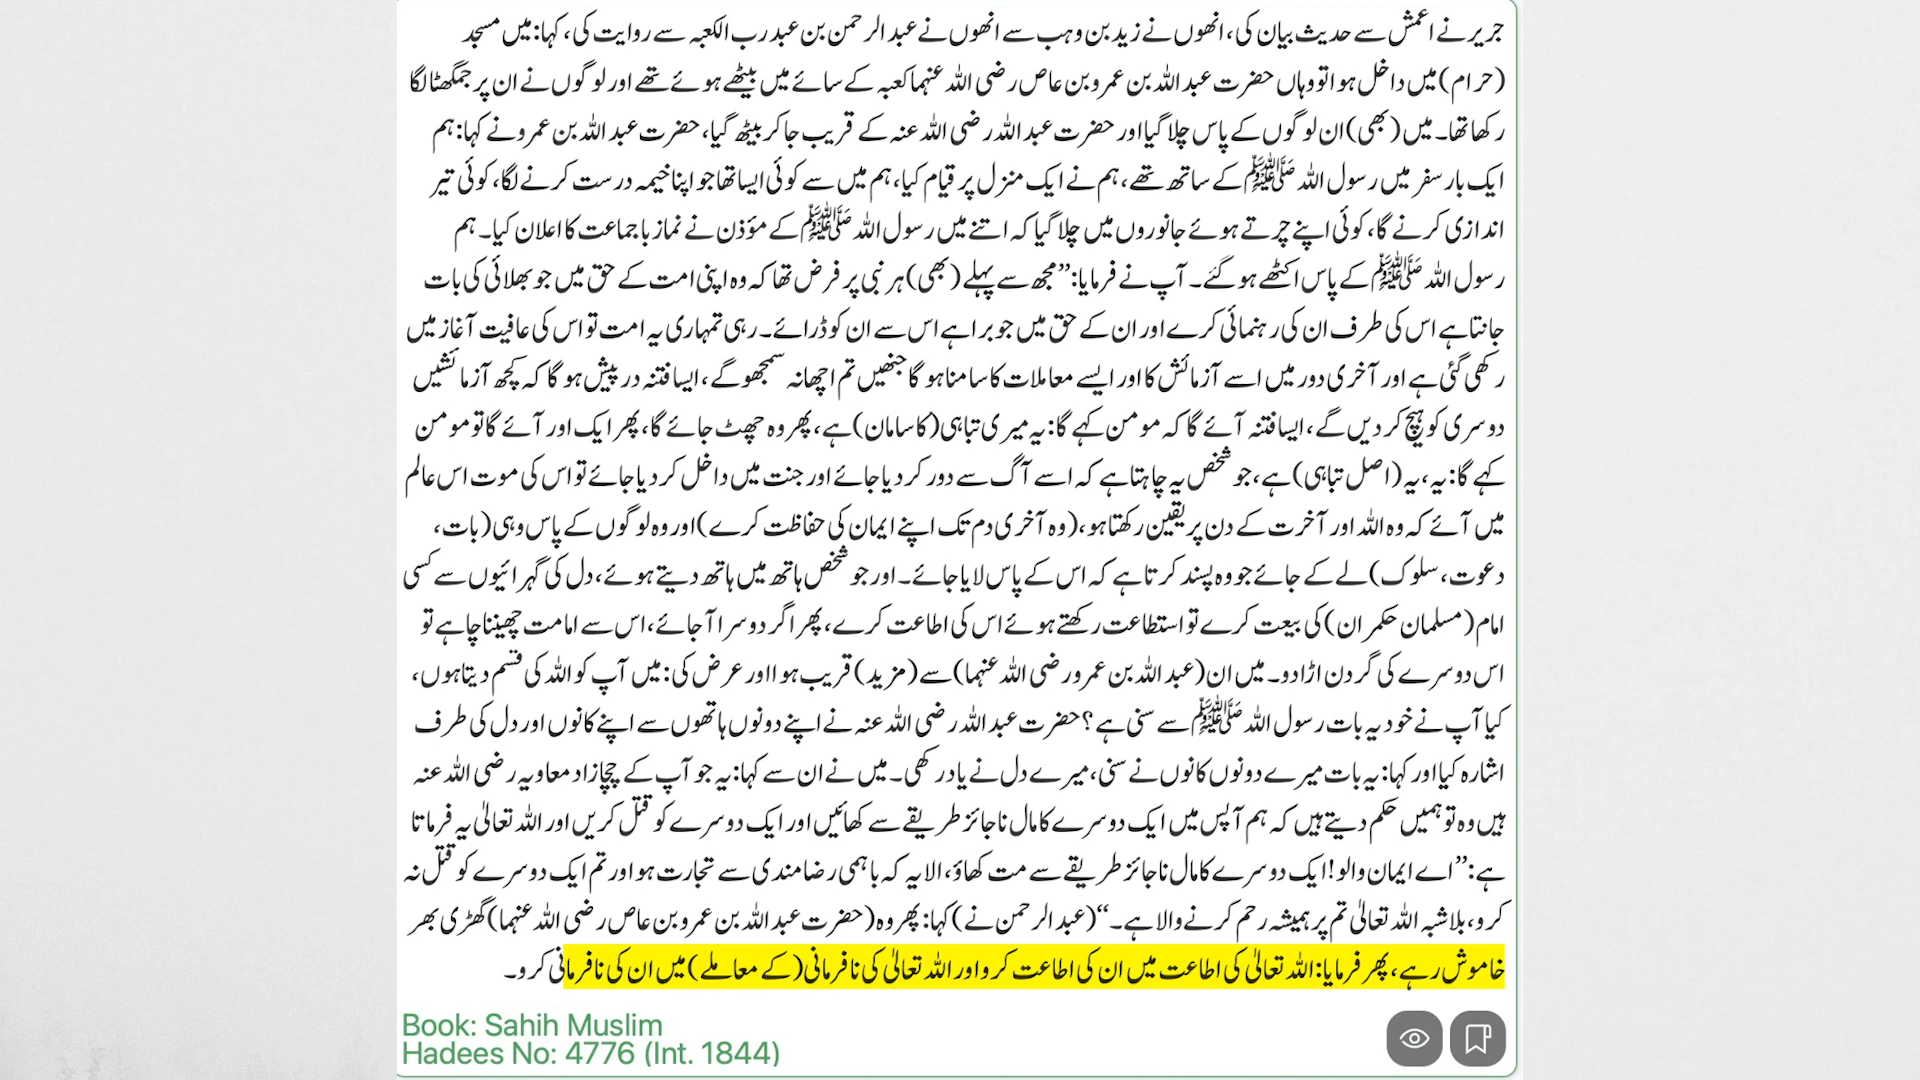 جریر نے اعمش سے حدیث بیان کی، انھوں نے زید بن وہب سے انھوں نے عبد الرحمن بن عبد رب الکعبہ سے روایت کی، کہا: میں مسجد
(حرام) میں داخل ہوا تو وہاں حضرت عبد اللہ بن عمرو بن عاص رضی اللہ عنہما کعبہ کے سائے میں بیٹھے ہوئے تھے اور لوگوں نے ان پر جمگھٹا لگا
رکھا تھا۔ میں (بھی) ان لوگوں کے پاس چلا گیا اور حضرت عبد اللہ رضی اللہ عنہ کے قریب جا کر بیٹھ گیا، حضرت عبد اللہ بن عمرو نے کہا: ہم
ایک بار سفر میں رسول اللہ ﷺ کے ساتھ تھے، ہم نے ایک منزل پر قیام کیا، ہم میں سے کوئی ایسا تھا جو اپنا خیمہ درست کرنے لگا، کوئی تیر
اندازی کرنے گا، کوئی اپنے چرتے ہوئے جانوروں میں چلا گیا کہ اتنے میں رسول اللہ ﷺ کے مؤذن نے نماز باجماعت کا اعلان کیا۔ ہم
رسول اللہ ﷺ کے پاس اکٹھے ہو گئے۔ آپ نے فرمایا: ”مجھ سے پہلے (بھی) ہر نبی پر فرض تھا کہ وہ اپنی امت کے حق میں جو بھلائی کی بات
جانتا ہے اس کی طرف ان کی رہنمائی کرے اور ان کے حق میں جو برا ہے اس سے ان کو ڈرائے۔ رہی تمہاری یہ امت تو اس کی عافیت آغاز میں
رکھی گئی ہے اور آخری دور میں اسے آزمائش کا اور ایسے معاملات کا سامنا ہو گا جنھیں تم اچھا نہ سمجھو گے، ایسا فتنہ درپیش ہو گا کہ کچھ آزمائشیں
دوسری کو ہیچ کر دیں گے، ایسا فتنہ آئے گا کہ مومن کہے گا: یہ میری تباہی (کا سامان) ہے، پھر وہ چھٹ جائے گا، پھر ایک اور آئے گا تو مومن
کہے گا: یہ، یہ (اصل تباہی) ہے، جو شخص یہ چاہتا ہے کہ اسے آگ سے دور کر دیا جائے اور جنت میں داخل کر دیا جائے تو اس کی موت اس عالم
میں آئے کہ وہ اللہ اور آخرت کے دن پر یقین رکھتا ہو، (وہ آخری دم تک اپنے ایمان کی حفاظت کرے) اور وہ لوگوں کے پاس وہی (بات،
دعوت، سلوک) لے کے جائے جو وہ پسند کرتا ہے کہ اس کے پاس لایا جائے۔ اور جو شخص ہاتھ میں ہاتھ دیتے ہوئے، دل کی گہرائیوں سے کسی
امام (مسلمان حکمران) کی بیعت کرے تو استطاعت رکھتے ہوئے اس کی اطاعت کرے، پھر اگر دوسرا آ جائے، اس سے امامت چھیننا چاہے تو
اس دوسرے کی گردن اڑا دو۔ میں ان (عبد اللہ بن عمرو رضی اللہ عنہما) سے (مزید) قریب ہوا اور عرض کی: میں آپ کو اللہ کی قسم دیتا ہوں،
کیا آپ نے خود یہ بات رسول اللہ ﷺ سے سنی ہے؟ حضرت عبد اللہ رضی اللہ عنہ نے اپنے دونوں ہاتھوں سے اپنے کانوں اور دل کی طرف
اشارہ کیا اور کہا: یہ بات میرے دونوں کانوں نے سنی، میرے دل نے یاد رکھی۔ میں نے ان سے کہا: یہ جو آپ کے چچازاد معاویہ رضی اللہ عنہ
ہیں وہ تو ہمیں حکم دیتے ہیں کہ ہم آپس میں ایک دوسرے کا مال ناجائز طریقے سے کھائیں اور ایک دوسرے کو قتل کریں اور اللہ تعالیٰ یہ فرماتا
ہے: ”اے ایمان والو! ایک دوسرے کا مال ناجائز طریقے سے مت کھاؤ، الا یہ کہ باہمی رضامندی سے تجارت ہو اور تم ایک دوسرے کو قتل نہ
کرو، بلاشبہ اللہ تعالیٰ تم پر ہمیشہ رحم کرنے والا ہے۔“ (عبد الرحمن نے) کہا: پھر وہ (حضرت عبد اللہ بن عمرو بن عاص رضی اللہ عنہما) گھڑی بھر
خاموش رہے، پھر فرمایا: اللہ تعالیٰ کی اطاعت میں ان کی اطاعت کرو اور اللہ تعالیٰ کی نافرمانی (کے معاملے) میں ان کی نافرمانی کرو۔
Book: Sahih Muslim
Hadees No: 4776 (Int. 1844)